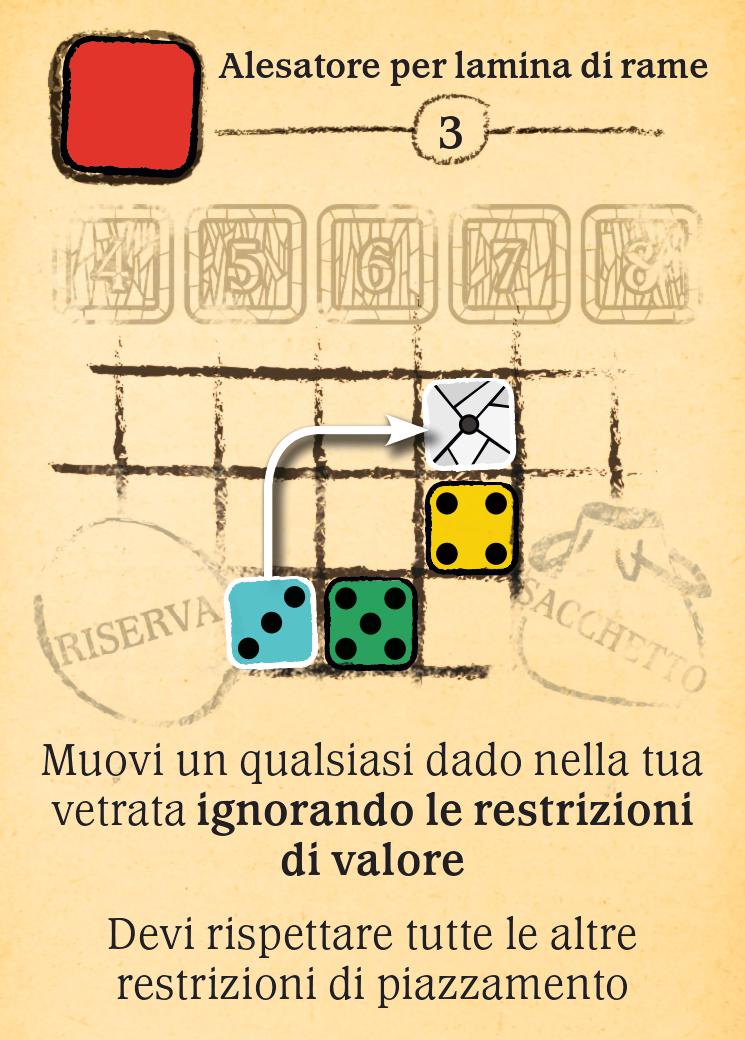 Alesatore per lamina di rame
3
4 5 6 7 8
RISERVA
SACCHETTO
Muovi un qualsiasi dado nella tua
vetrata ignorando le restrizioni
di valore
Devi rispettare tutte le altre
restrizioni di piazzamento